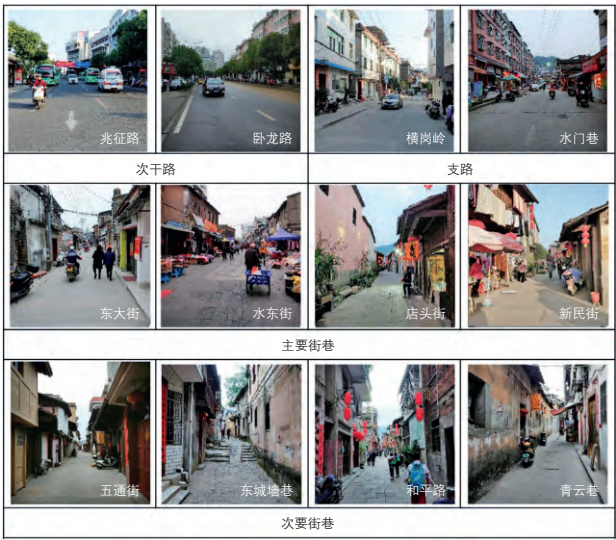 兆征路
卧龙路
横岗岭
水门巷
次干路
支路
东大街
水东街
店头街
新民街
主要街巷
五通街
东城墙巷
和平路
青云巷
次要街巷